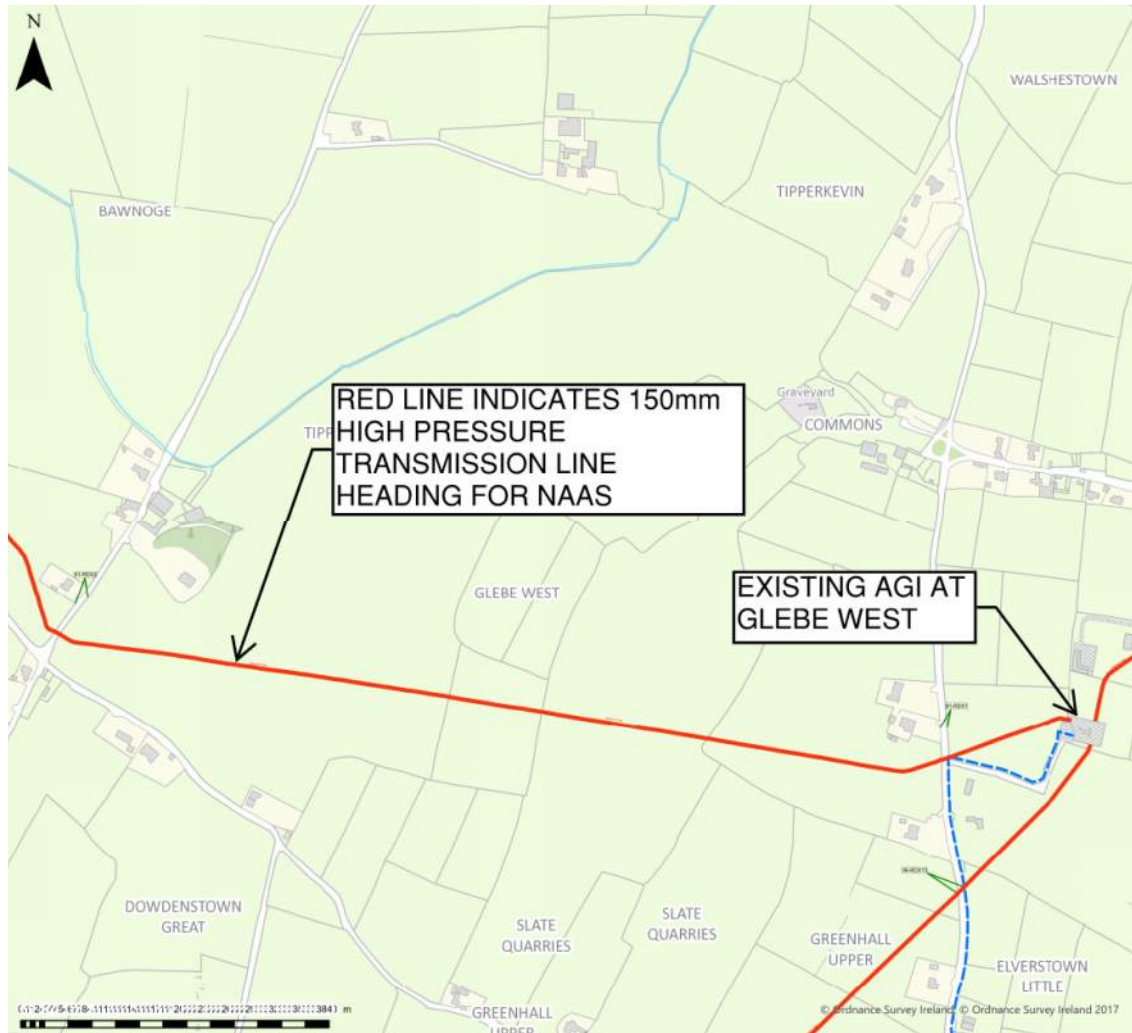 N
WALSHESTOWN
TIPPERKEVIN
BAWNOGE
RED LINE INDICATES 150mm
HIGH PRESSURE
TRANSMISSION LINE
HEADING FOR NAAS
Graveyard
COMMONS
GLEBE WEST
EXISTING AGI AT
GLEBE WEST
DOWDENSTOWN
GREAT
SLATE
QUARRIES
SLATE
QUARRIES
GREENHALL
UPPER
ELVERSTOWN
LITTLE
GREENHALL
UPPER
m
© Ordnance Survey Ireland, © Ordnance Survey Ireland 2017